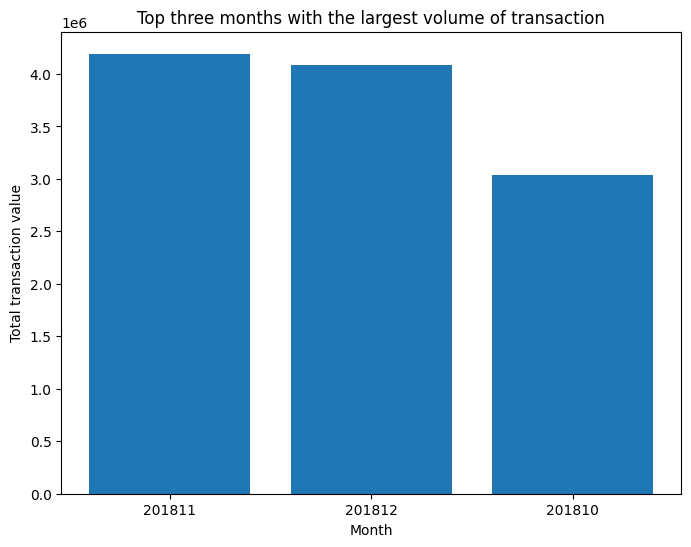 Top three months with the largest volume of transaction
1e6
4.0
3.5
3.0
2.5
2.0
1.5
1.0
0.5
0.0
Total transaction value
201811 201812 201810
Month